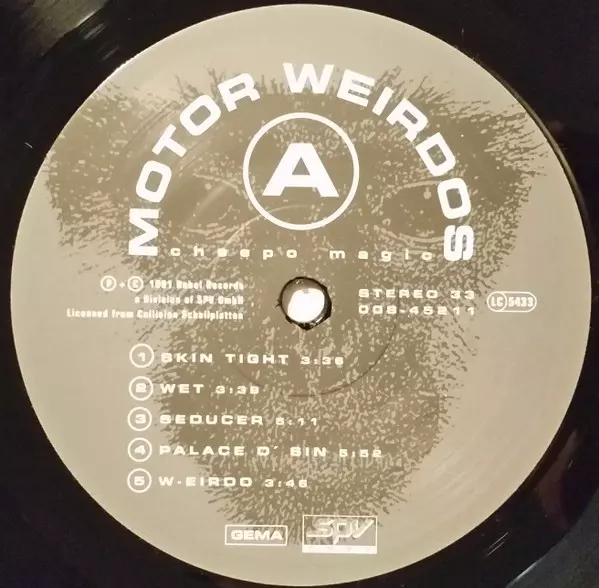 MOTOR WEIRDOS
A
cheepo magic
P + C 1991 Rebel Records
a Division of SPV GmbH
Licensed from Collision Schallplatten
STEREO 33
008-45211
LC 5433
1 SKIN TIGHT 3:36
2 WET 3:38
3 SEDUCER 5:11
4 PALACE D' SIN 5:52
5 W-EIRDO 3:46
GEMA
SPV